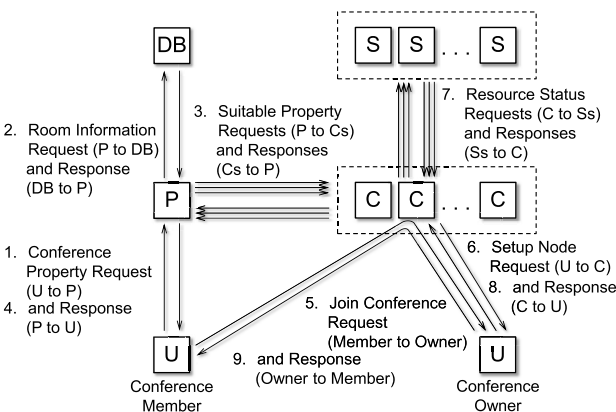 DB
S S S . . . S
7. Resource Status
Requests (C to Ss)
and Responses
(Ss to C)
3. Suitable Property
Requests (P to Cs)
and Responses
(Cs to P)
2. Room Information
Request (P to DB)
and Response
(DB to P)
P
C C . . . C
1. Conference
Property Request
(U to P)
4. and Response
(P to U)
6. Setup Node
Request (U to C)
8. and Response
(C to U)
5. Join Conference
Request
(Member to Owner)
9. and Response
(Owner to Member)
U
Conference
Member
U
Conference
Owner